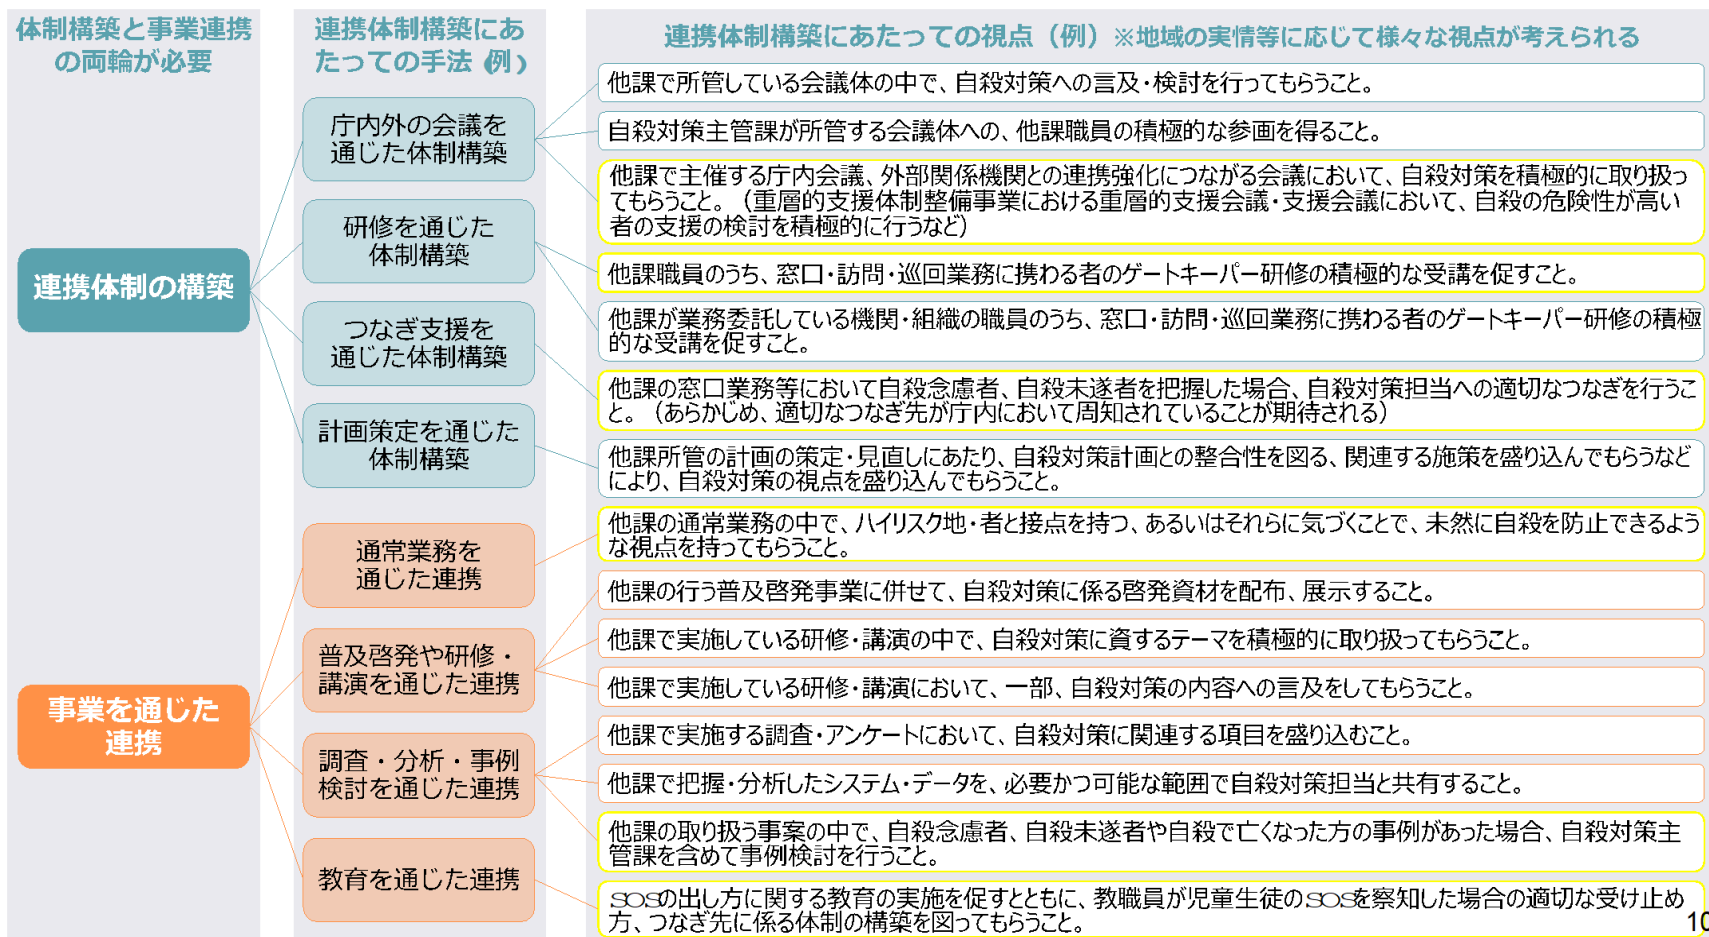 体制構築と事業連携
の両輪が必要
連携体制の構築
事業を通じた
連携
連携体制構築にあ
たっての手法（例）
庁内外の会議を
通じた体制構築
研修を通じた
体制構築
つなぎ支援を
通じた体制構築
計画策定を通じた
体制構築
通常業務を
通じた連携
普及啓発や研修・
講演を通じた連携
調査・分析・事例
検討を通じた連携
教育を通じた連携
連携体制構築にあたっての視点（例）※地域の実情等に応じて様々な視点が考えられる
他課で所管している会議体の中で、自殺対策への言及・検討を行ってもらうこと。
自殺対策主管課が所管する会議体への、他課職員の積極的な参画を得ること。
他課で主催する庁内会議、外部関係機関との連携強化につながる会議において、自殺対策を積極的に取り扱っ
てもらうこと。（重層的支援体制整備事業における重層的支援会議・支援会議において、自殺の危険性が高い
者の支援の検討を積極的に行うなど）
他課職員のうち、窓口・訪問・巡回業務に携わる者のゲートキーパー研修の積極的な受講を促すこと。
他課が業務委託している機関・組織の職員のうち、窓口・訪問・巡回業務に携わる者のゲートキーパー研修の積極
的な受講を促すこと。
他課の窓口業務等において自殺念慮者、自殺未遂者を把握した場合、自殺対策担当への適切なつなぎを行うこ
と。（あらかじめ、適切なつなぎ先が庁内において周知されていることが期待される）
他課所管の計画の策定・見直しにあたり、自殺対策計画との整合性を図る、関連する施策を盛り込んでもらうなど
により、自殺対策の視点を盛り込んでもらうこと。
他課の通常業務の中で、ハイリスク地・者と接点を持つ、あるいはそれらに気づくことで、未然に自殺を防止できるよう
な視点を持ってもらうこと。
他課の行う普及啓発事業に併せて、自殺対策に係る啓発資材を配布、展示すること。
他課で実施している研修・講演の中で、自殺対策に資するテーマを積極的に取り扱ってもらうこと。
他課で実施している研修・講演において、一部、自殺対策の内容への言及をしてもらうこと。
他課で実施する調査・アンケートにおいて、自殺対策に関連する項目を盛り込むこと。
他課で把握・分析したシステム・データを、必要かつ可能な範囲で自殺対策担当と共有すること。
他課の取り扱う事案の中で、自殺念慮者、自殺未遂者や自殺で亡くなった方の事例があった場合、自殺対策主
管課を含めて事例検討を行うこと。
SOSの出し方に関する教育の実施を促すとともに、教職員が児童生徒のSOSを察知した場合の適切な受け止め
方、つなぎ先に係る体制の構築を図ってもらうこと。
10